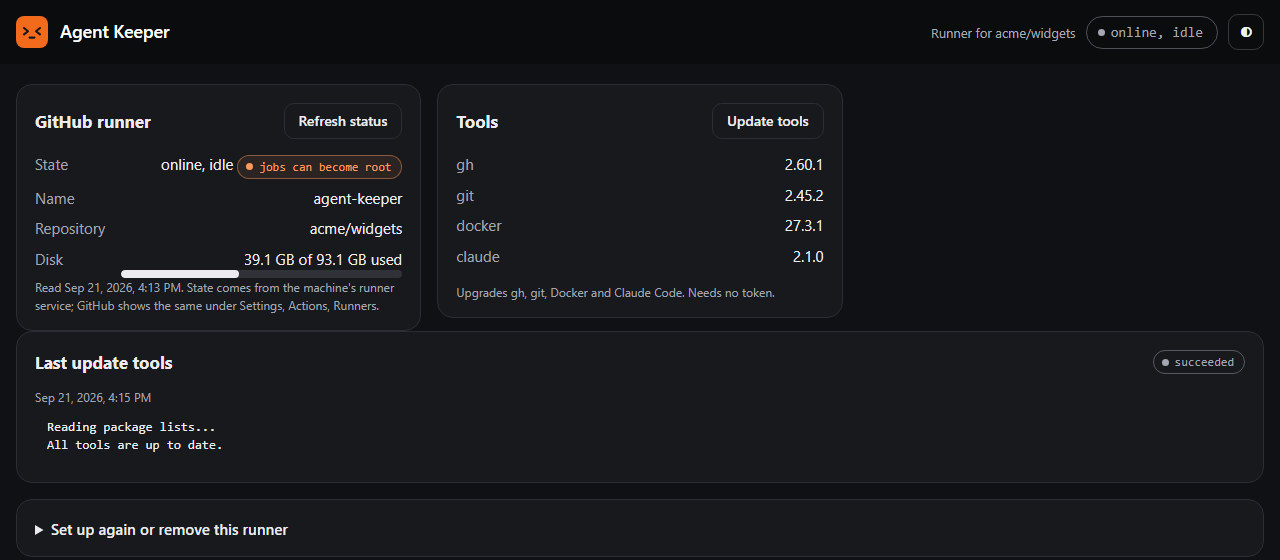 Agent Keeper
Runner for acme/widgets
online, idle
GitHub runner
Refresh status
State
online, idle
jobs can become root
Name
agent-keeper
Repository
acme/widgets
Disk
39.1 GB of 93.1 GB used
Read Sep 21, 2026, 4:13 PM. State comes from the machine's runner
service; GitHub shows the same under Settings, Actions, Runners.
Tools
Update tools
gh
2.60.1
git
2.45.2
docker
27.3.1
claude
2.1.0
Upgrades gh, git, Docker and Claude Code. Needs no token.
Last update tools
succeeded
Sep 21, 2026, 4:15 PM
Reading package lists...
All tools are up to date.
Set up again or remove this runner